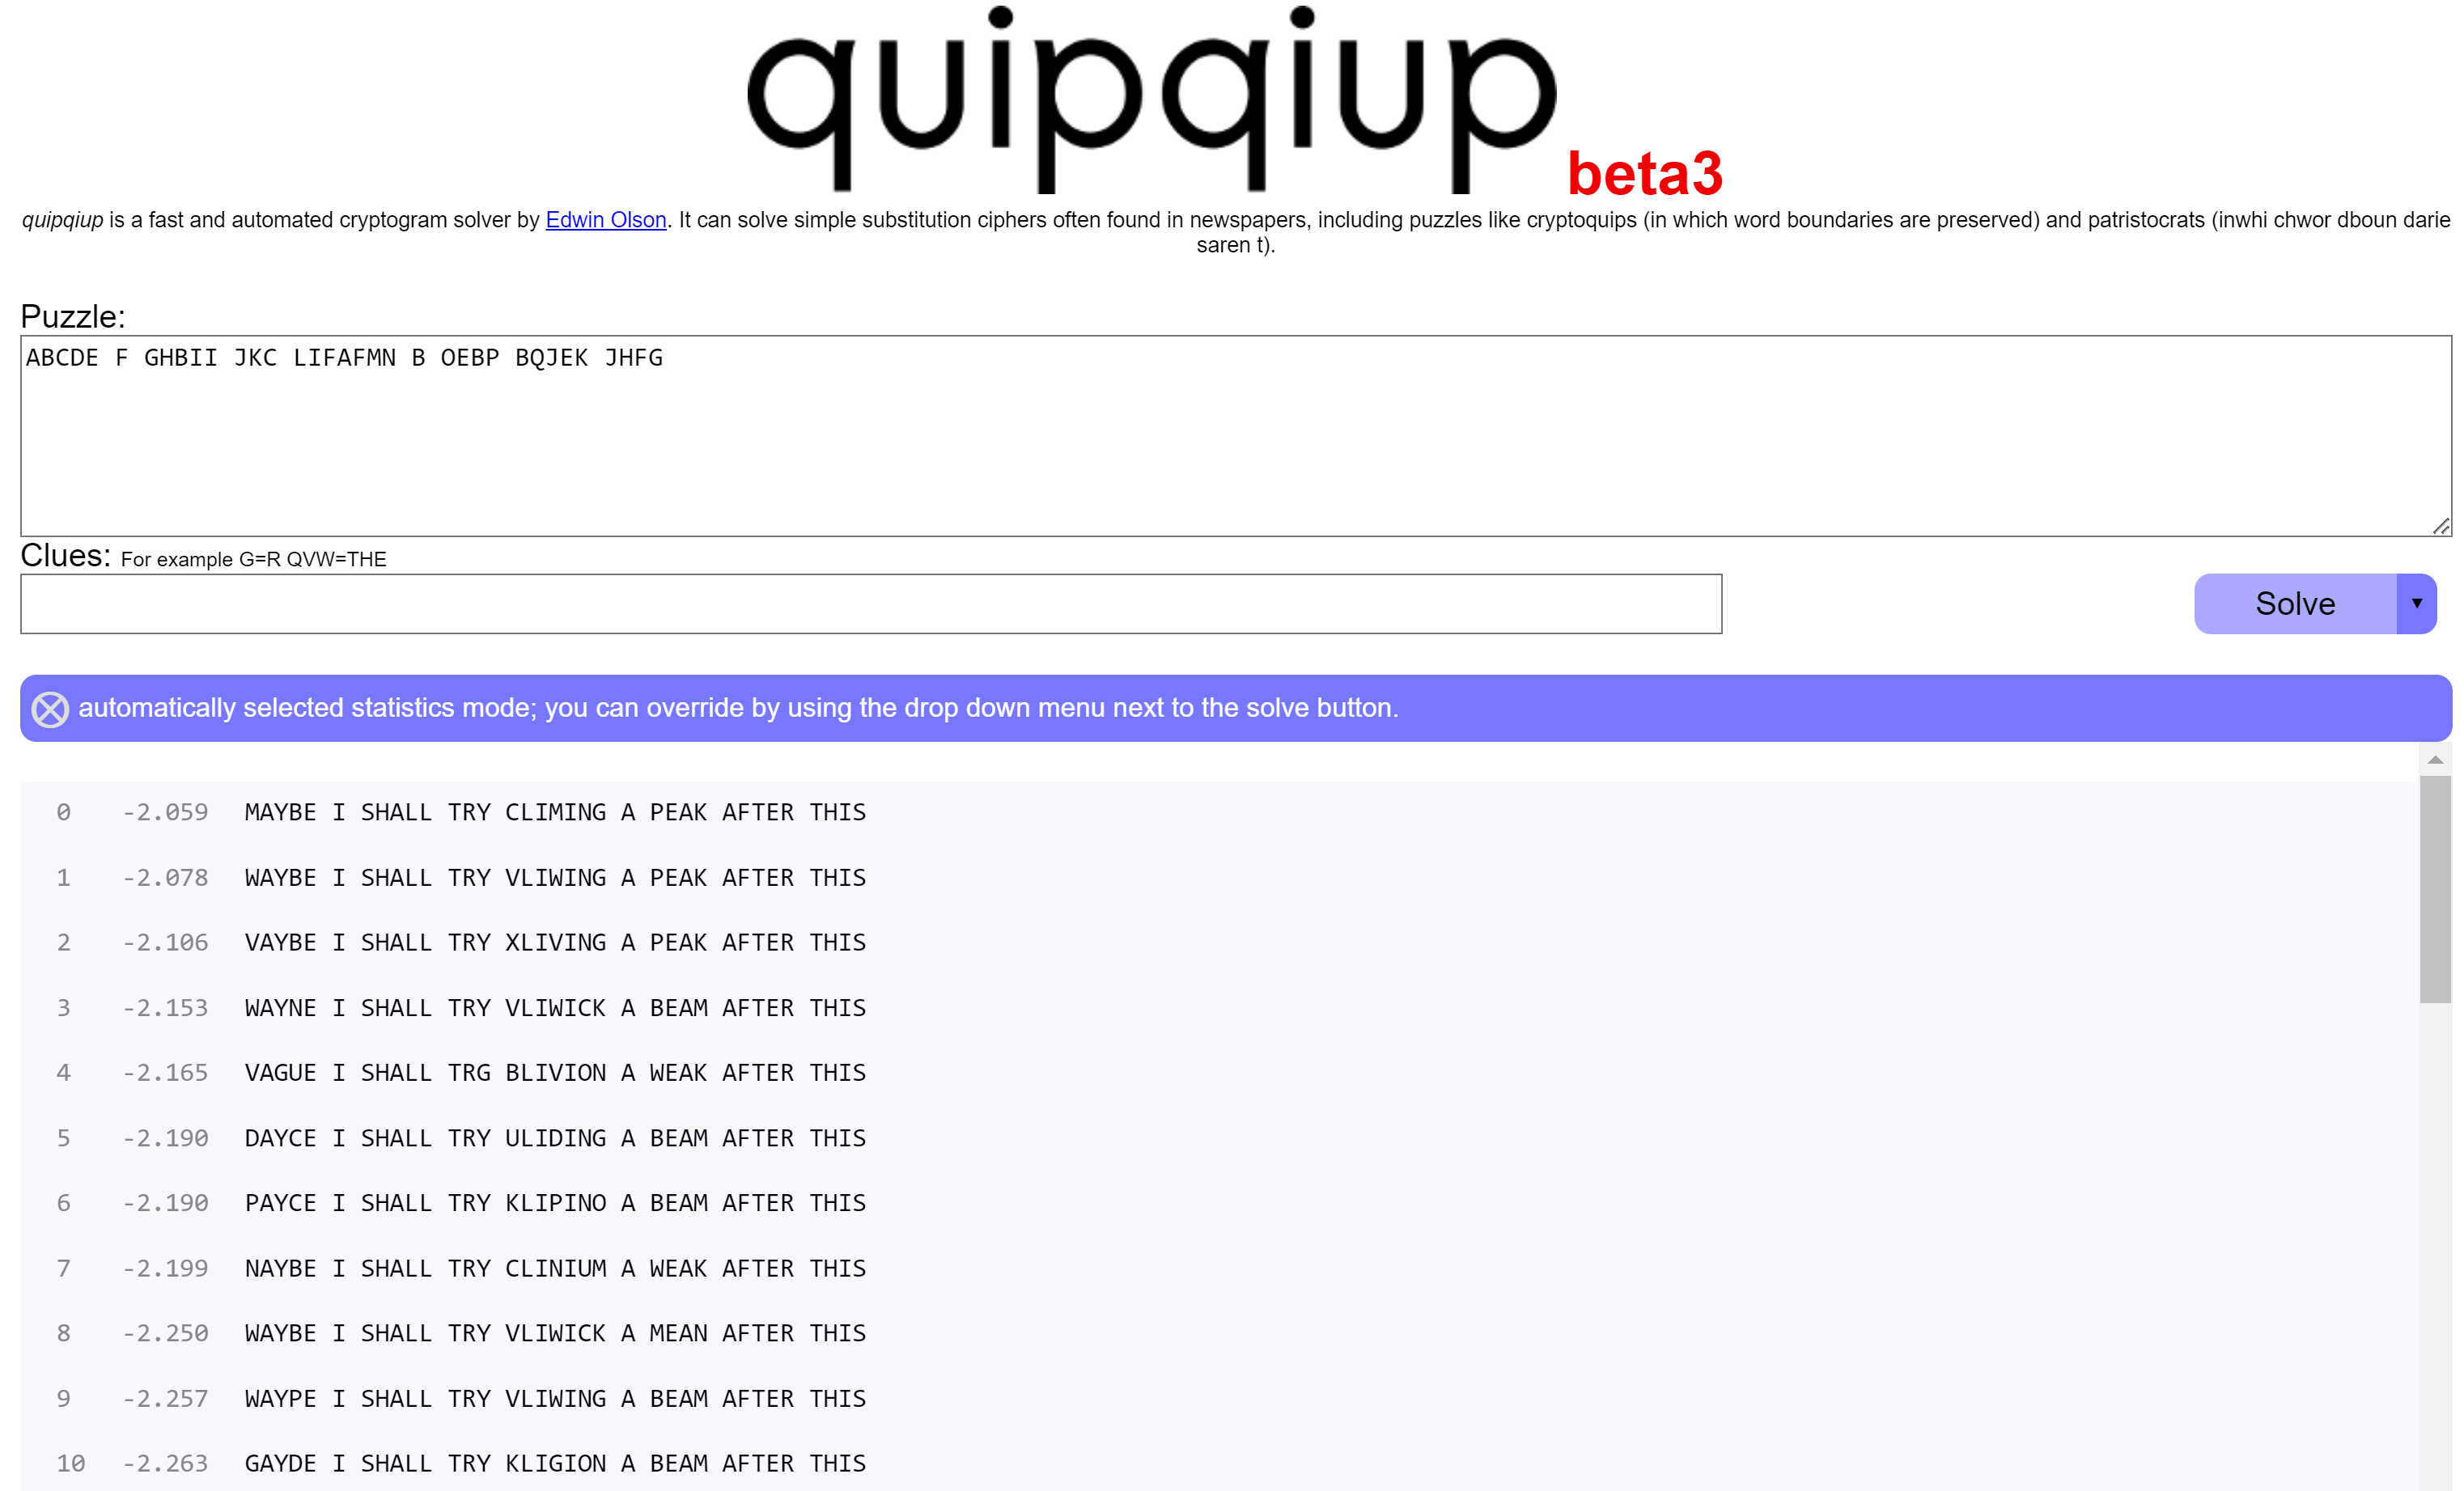 quipqiup beta3
quipqiup is a fast and automated cryptogram solver by Edwin Olson. It can solve simple substitution ciphers often found in newspapers, including puzzles like cryptoquips (in which word boundaries are preserved) and patristocrats (inwhi chwor dboun darie
saren t).
Puzzle:
ABCDE F GHBII JKC LIFAFMN B OEBP BQJEK JHFG
Clues: For example G=R QVW=THE
Solve ▼
automatically selected statistics mode; you can override by using the drop down menu next to the solve button.
0 -2.059 MAYBE I SHALL TRY CLIMING A PEAK AFTER THIS
1 -2.078 WAYBE I SHALL TRY VLIWING A PEAK AFTER THIS
2 -2.106 VAYBE I SHALL TRY XLIVING A PEAK AFTER THIS
3 -2.153 WAYNE I SHALL TRY VLIWICK A BEAM AFTER THIS
4 -2.165 VAGUE I SHALL TRG BLIVION A WEAK AFTER THIS
5 -2.190 DAYCE I SHALL TRY ULIDING A BEAM AFTER THIS
6 -2.190 PAYCE I SHALL TRY KLIPINO A BEAM AFTER THIS
7 -2.199 NAYBE I SHALL TRY CLINIUM A WEAK AFTER THIS
8 -2.250 WAYBE I SHALL TRY VLIWICK A MEAN AFTER THIS
9 -2.257 WAYPE I SHALL TRY VLIWING A BEAM AFTER THIS
10 -2.263 GAYDE I SHALL TRY KLIGION A BEAM AFTER THIS